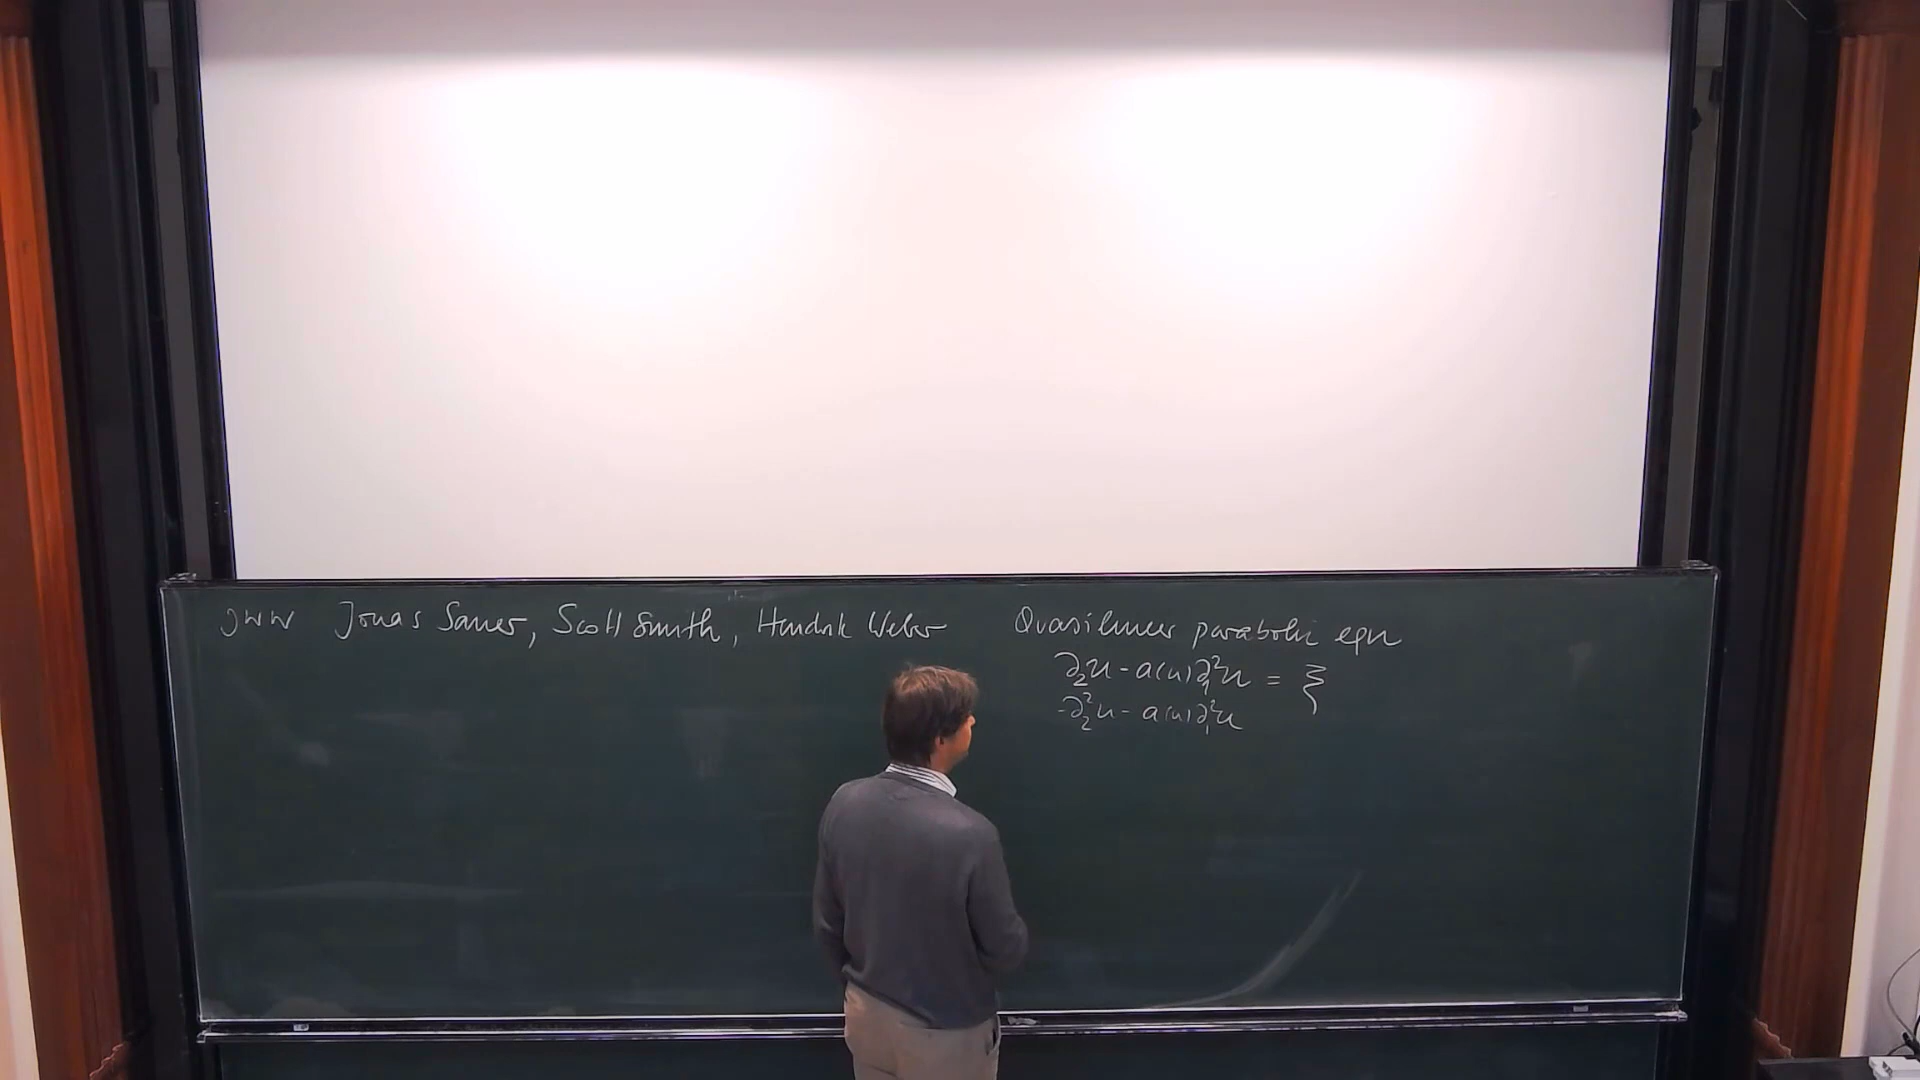 JWW Jonas Sauer, Scott Smith, Hendrik Weber
Quasilinear parabolic eqn
∂₂u - a(u)∂₁²u = ξ
-∂₂²u - a(u)∂₁²u